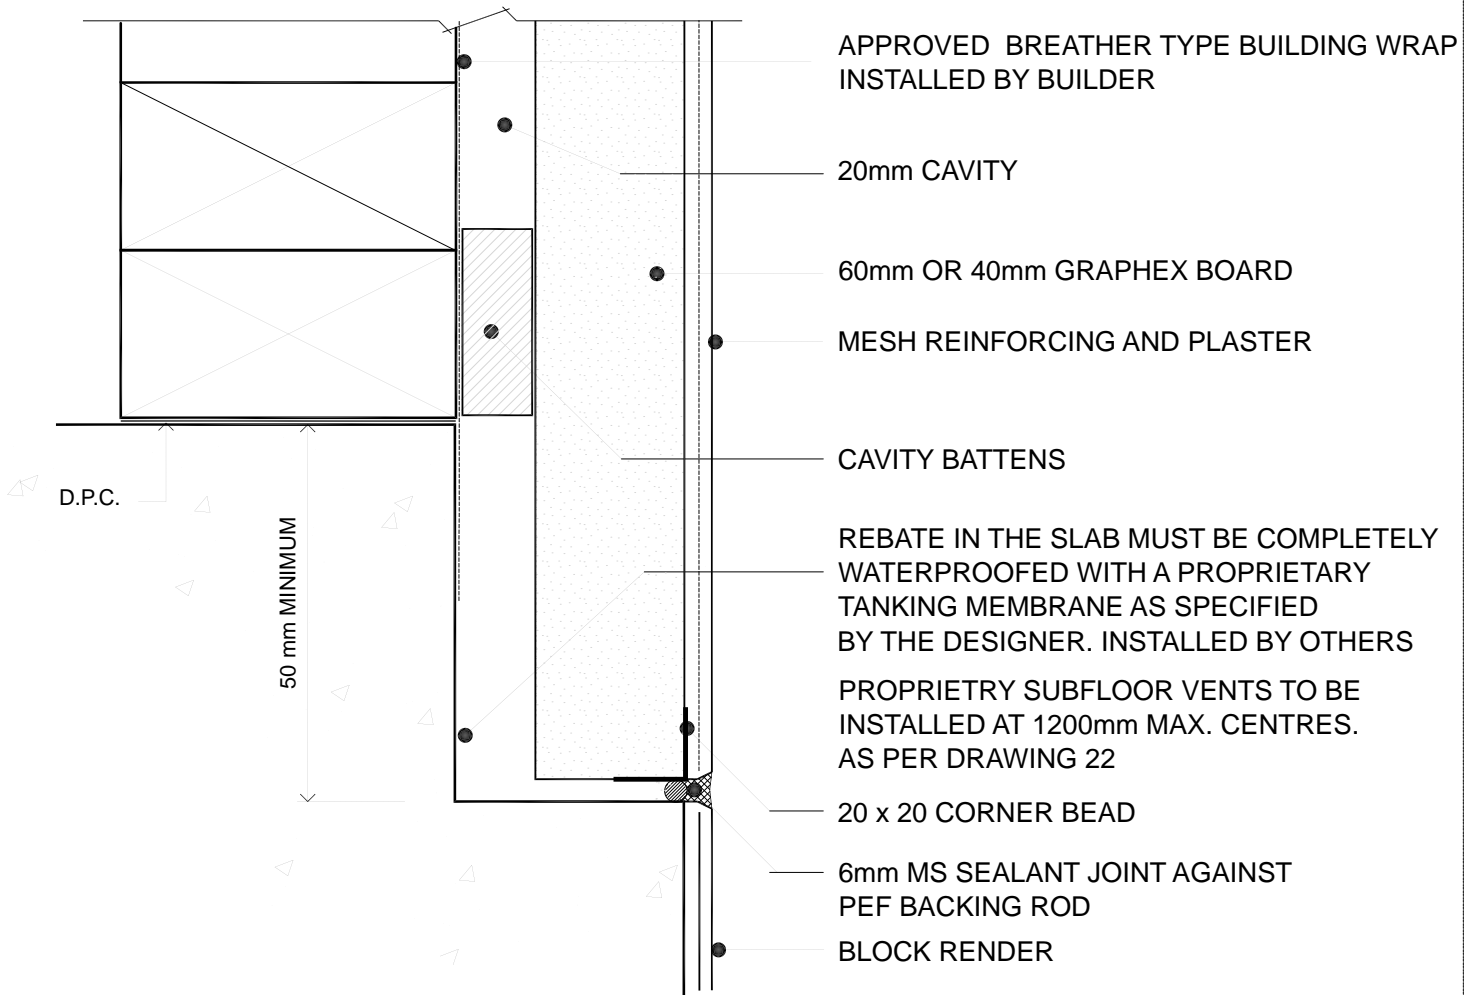 APPROVED BREATHER TYPE BUILDING WRAP
INSTALLED BY BUILDER
20mm CAVITY
60mm OR 40mm GRAPHEX BOARD
MESH REINFORCING AND PLASTER
CAVITY BATTENS
D.P.C.
50 mm MINIMUM
REBATE IN THE SLAB MUST BE COMPLETELY
WATERPROOFED WITH A PROPRIETARY
TANKING MEMBRANE AS SPECIFIED
BY THE DESIGNER. INSTALLED BY OTHERS
PROPRIETRY SUBFLOOR VENTS TO BE
INSTALLED AT 1200mm MAX. CENTRES.
AS PER DRAWING 22
20 x 20 CORNER BEAD
6mm MS SEALANT JOINT AGAINST
PEF BACKING ROD
BLOCK RENDER